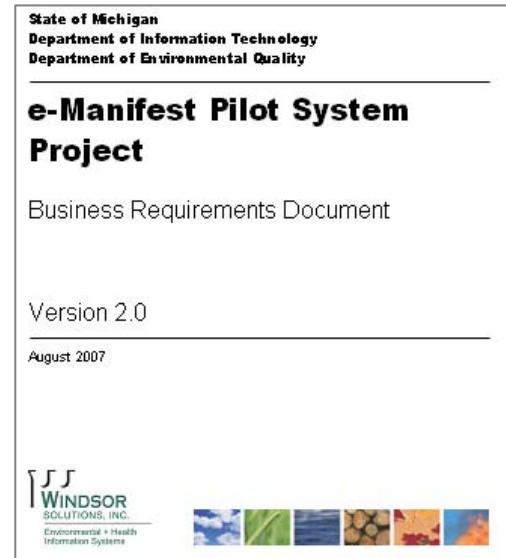 State of Michigan
Department of Information Technology
Department of Environmental Quality
e-Manifest Pilot System
Project
Business Requirements Document
Version 2.0
August 2007
WINDSOR
SOLUTIONS, INC.
Environmental + Health
Information Systems